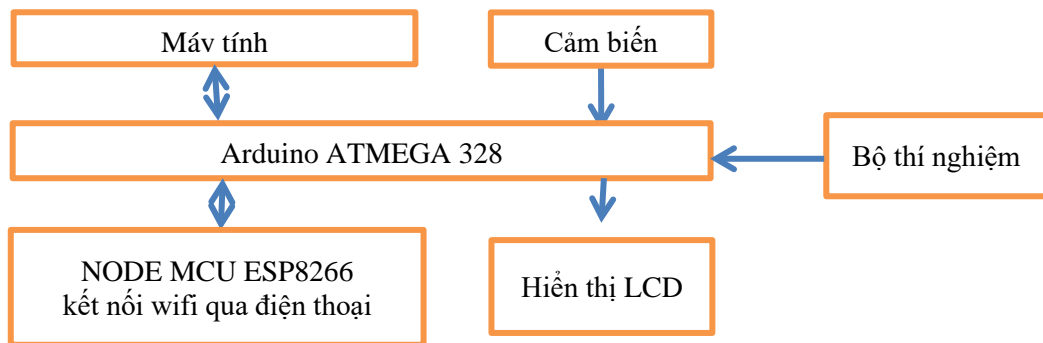 Máv tính
Cảm biến
Arduino ATMEGA 328
Bộ thí nghiệm
NODE MCU ESP8266
kết nối wifi qua điện thoại
Hiển thị LCD